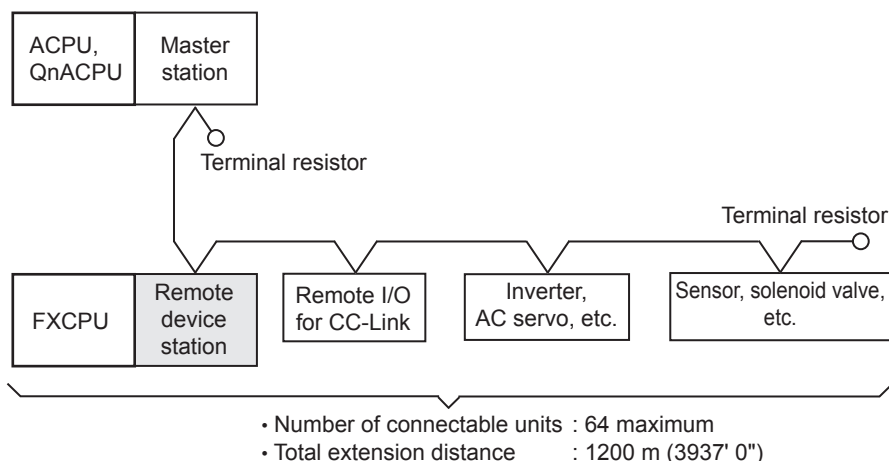 ACPU,
QnACPU
Master
station
Terminal resistor
Terminal resistor
FXCPU
Remote
device
station
Remote I/O
for CC-Link
Inverter,
AC servo, etc.
Sensor, solenoid valve,
etc.
• Number of connectable units : 64 maximum
• Total extension distance : 1200 m (3937' 0")